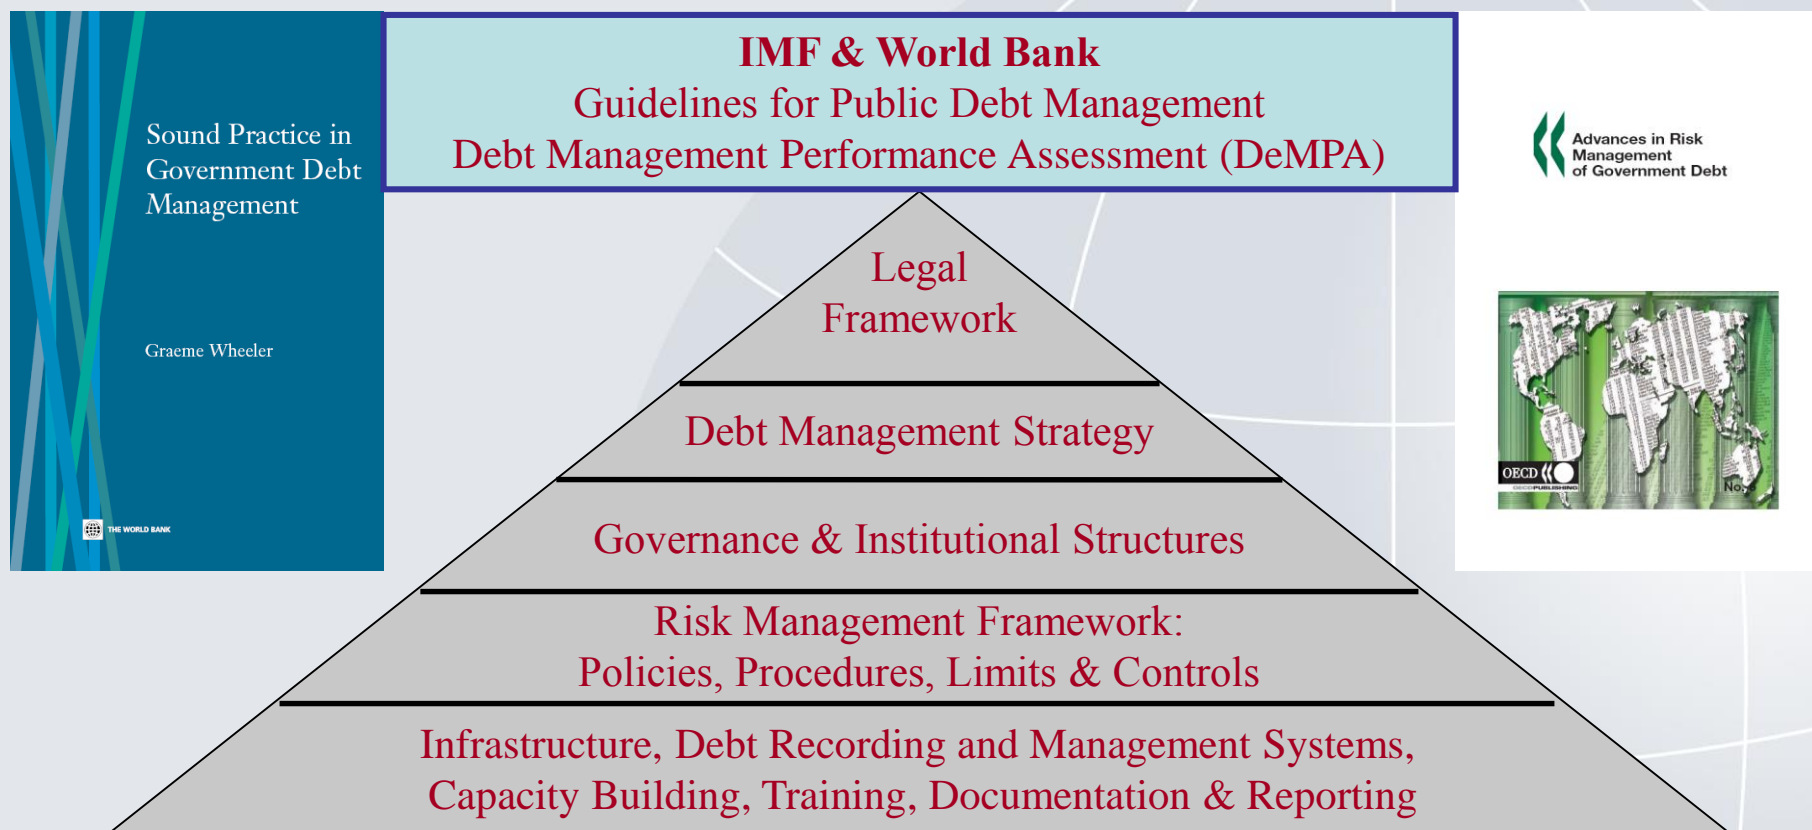 Sound Practice in
Government Debt
Management
Graeme Wheeler
THE WORLD BANK
IMF & World Bank
Guidelines for Public Debt Management
Debt Management Performance Assessment (DeMPA)
Legal
Framework
Debt Management Strategy
Governance & Institutional Structures
Risk Management Framework:
Policies, Procedures, Limits & Controls
Infrastructure, Debt Recording and Management Systems,
Capacity Building, Training, Documentation & Reporting
Advances in Risk
Management
of Government Debt
OECD
OECD PUBLISHING
No.